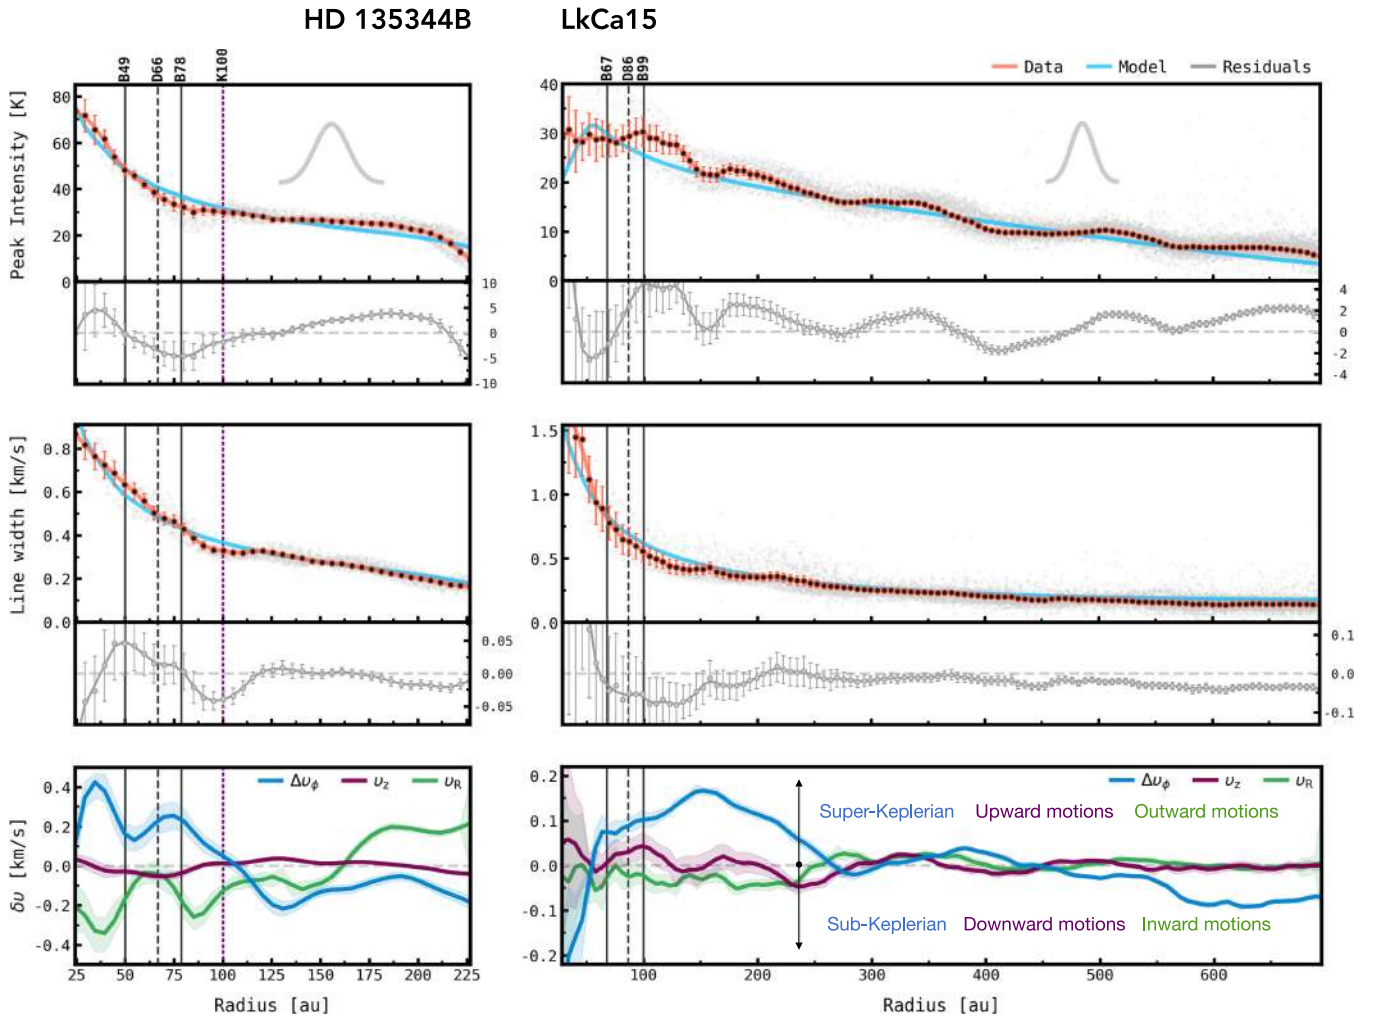 HD 135344B
LkCa15
B49 D66 B78 K100
B67 D86 B99
Data Model Residuals
Peak Intensity [K]
80
60
40
20
0
10
5
0
-5
-10
40
30
20
10
0
4
2
0
-2
-4
Line width [km/s]
0.8
0.6
0.4
0.2
0.0
0.05
0.00
-0.05
1.5
1.0
0.5
0.0
0.1
0.0
-0.1
δυ [km/s]
0.4
0.2
0.0
-0.2
-0.4
Δυϕ υz υR
25 50 75 100 125 150 175 200 225
Radius [au]
0.2
0.1
0.0
-0.1
-0.2
Δυϕ υz υR
Super-Keplerian Upward motions Outward motions
Sub-Keplerian Downward motions Inward motions
100 200 300 400 500 600
Radius [au]